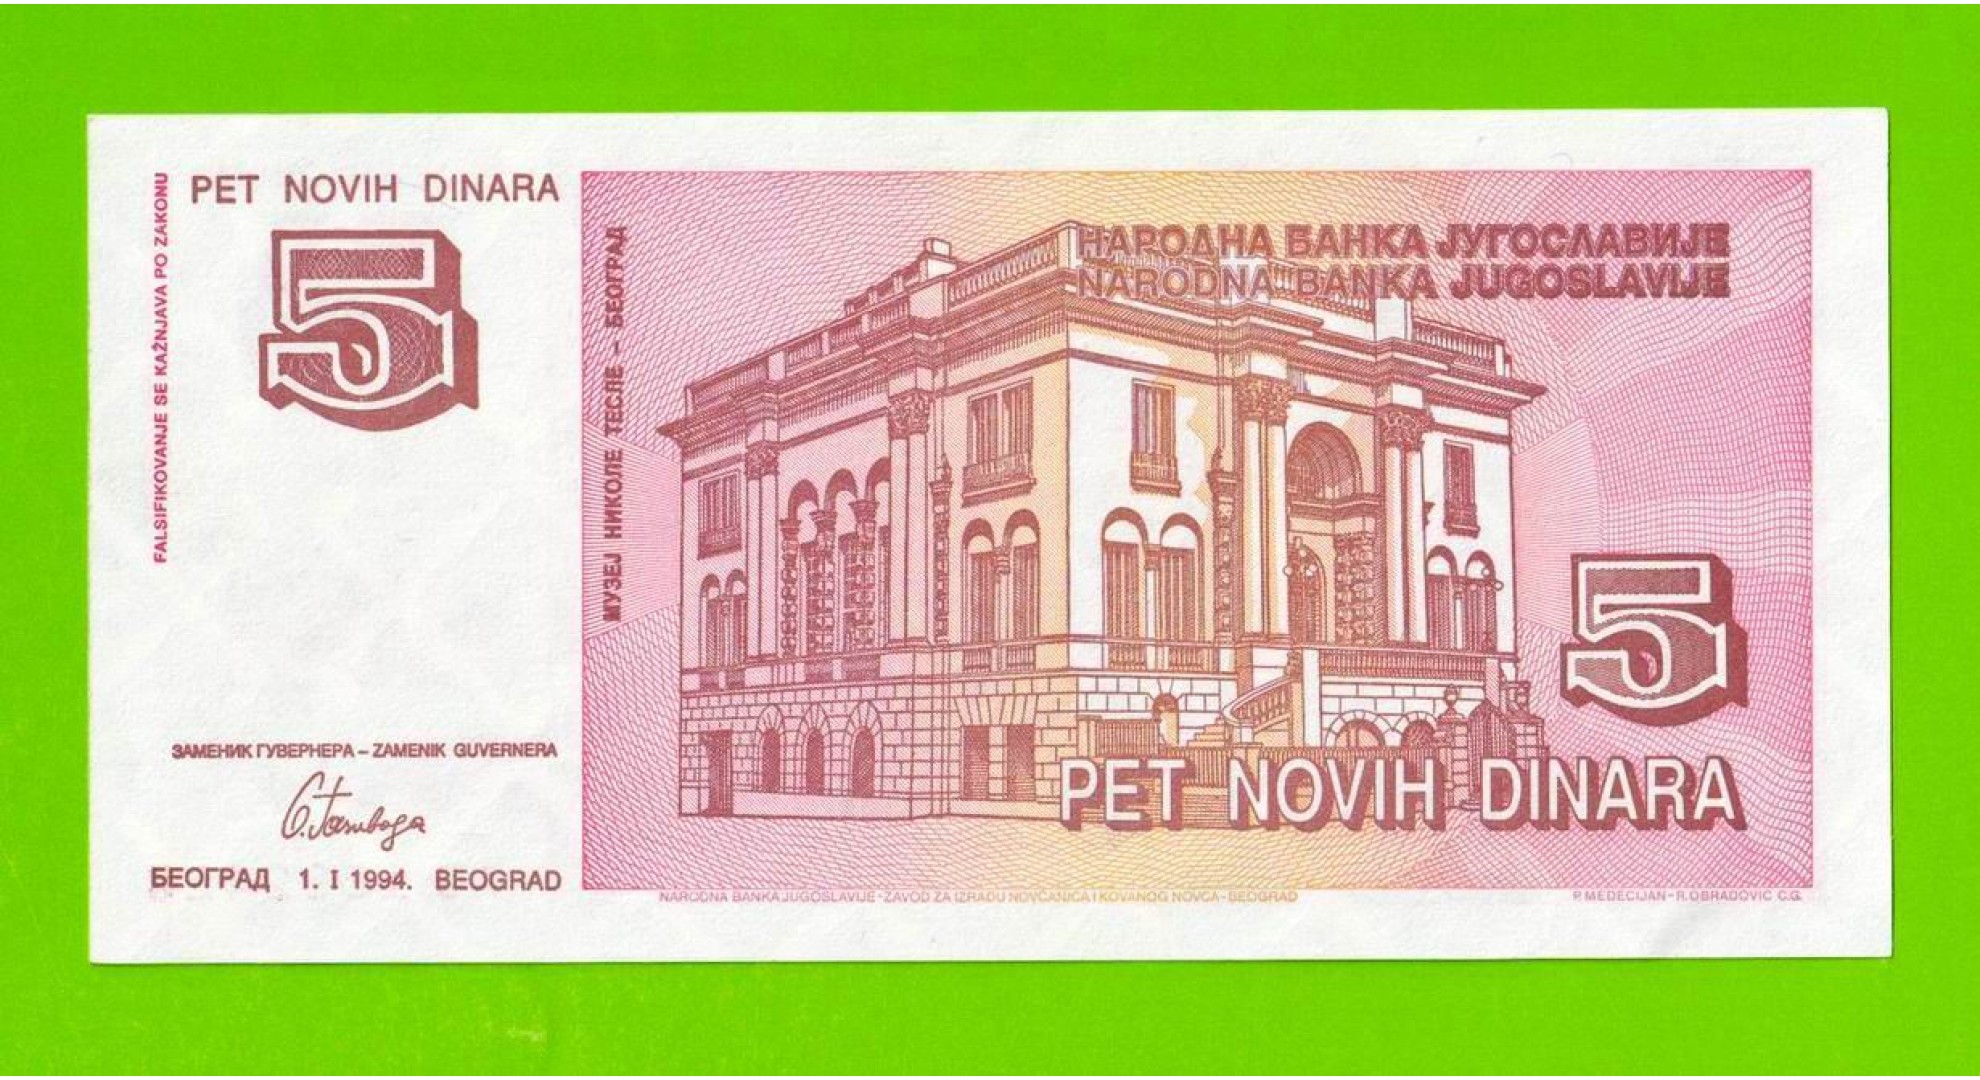 FALSIFIKOVANJE SE KAŽNJAVA PO ZAKONU
PET NOVIH DINARA
5
ЗАМЕНИК ГУВЕРНЕРА – ZAMENIK GUVERNERA
БЕОГРАД 1. I 1994. BEOGRAD
МУЗЕЈ НИКОЛЕ ТЕСЛЕ – БЕОГРАД
НАРОДНА БАНКА ЈУГОСЛАВИЈЕ
NARODNA BANKA JUGOSLAVIJE
5
PET NOVIH DINARA
NARODNA BANKA JUGOSLAVIJE - ZAVOD ZA IZRADU NOVČANICA I KOVANOG NOVCA - BEOGRAD
P. MEDECIJAN - R. OBRADOVIĆ C.G.